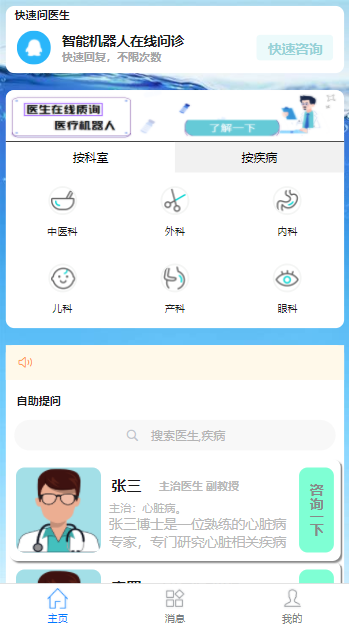 快速问医生
智能机器人在线问诊
快速回复，不限次数
快速咨询
医生在线质询
医疗机器人
了解一下
按科室
按疾病
中医科
外科
内科
儿科
产科
眼科
自助提问
搜索医生,疾病
张三 主治医生 副教授
主治：心脏病。
张三博士是一位熟练的心脏病
专家，专门研究心脏相关疾病
咨询一下
主页
消息
我的